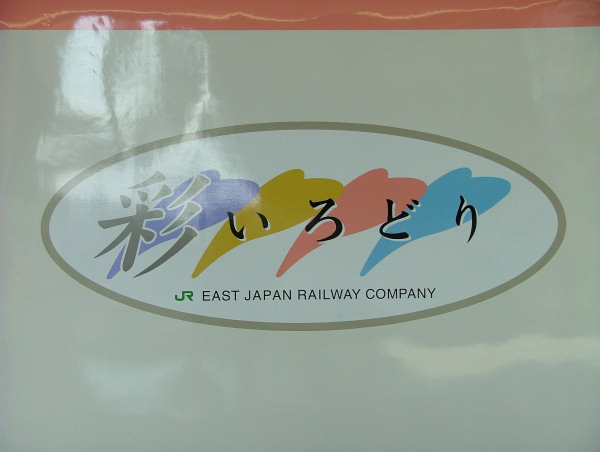 彩いろどり
JR EAST JAPAN RAILWAY COMPANY